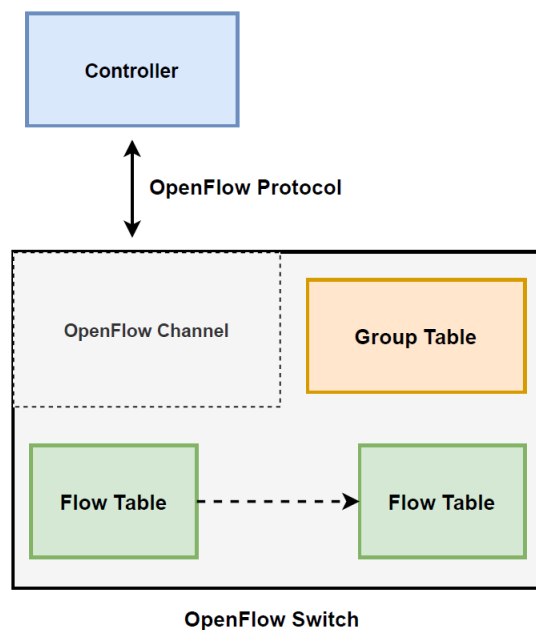 Controller
OpenFlow Protocol
OpenFlow Channel
Group Table
Flow Table
Flow Table
OpenFlow Switch